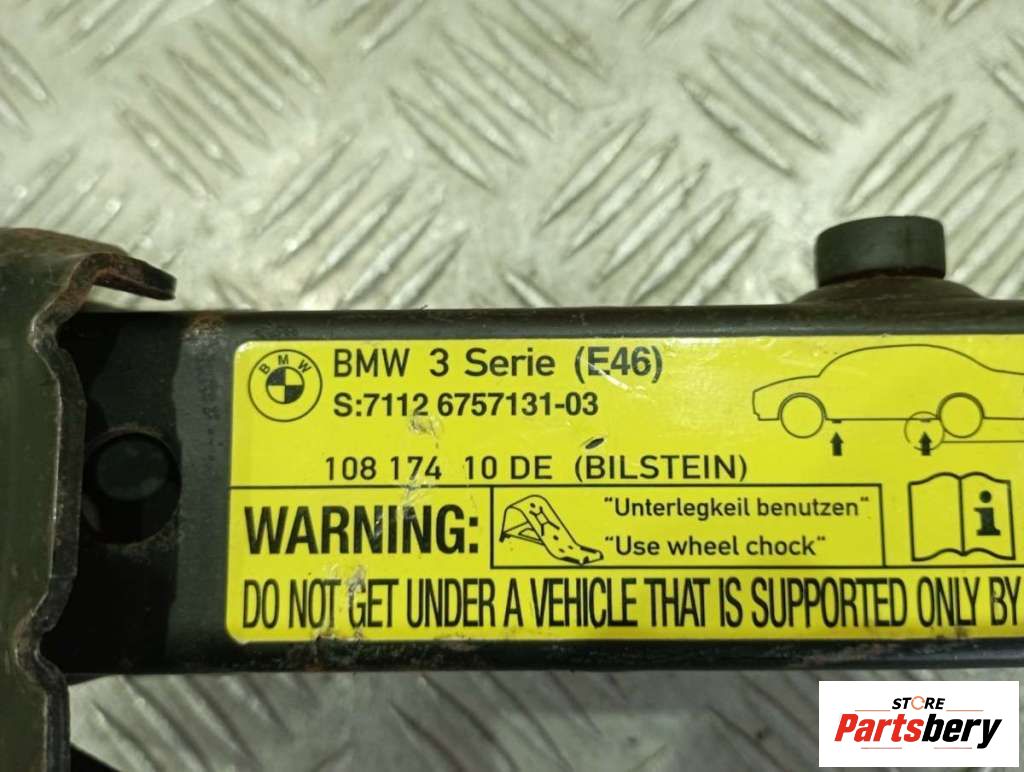 BMW
BMW 3 Serie (E46)
S:7112 6757131-03
108 174 10 DE (BILSTEIN)
WARNING:
"Unterlegkeil benutzen"
"Use wheel chock"
i
DO NOT GET UNDER A VEHICLE THAT IS SUPPORTED ONLY BY
STORE
Partsbery